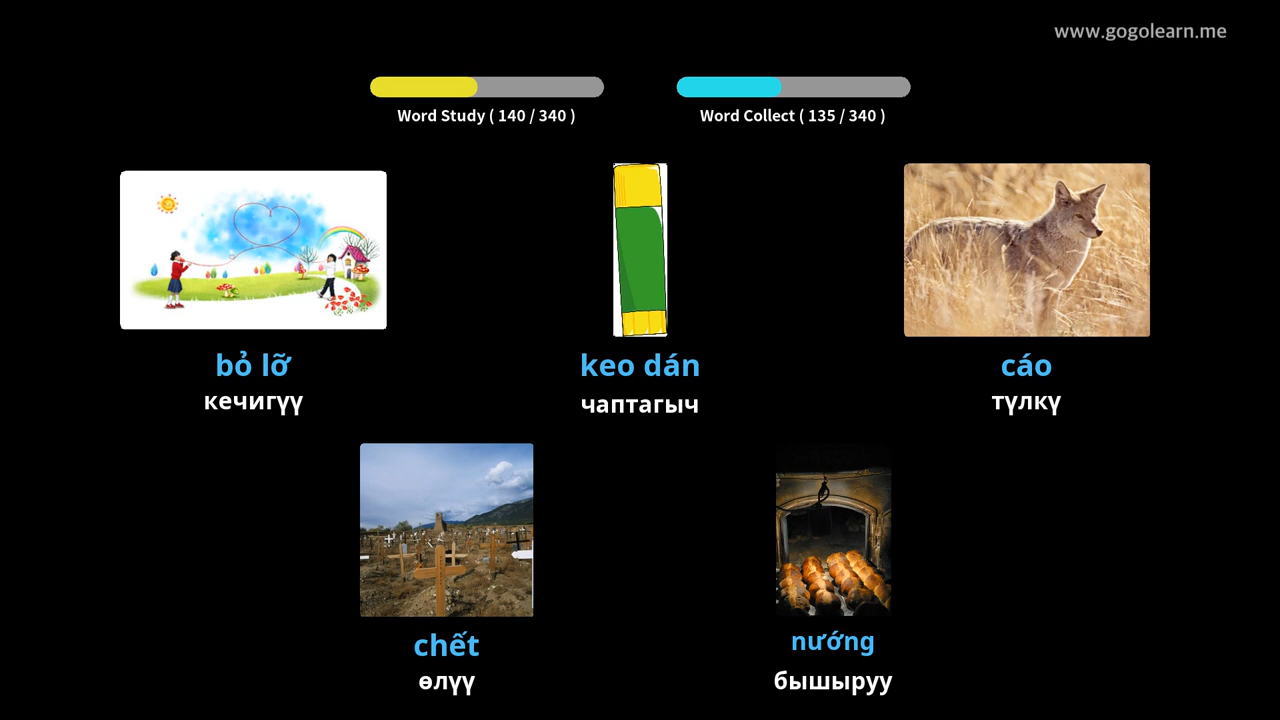 www.gogolearn.me
Word Study ( 140 / 340 )
Word Collect ( 135 / 340 )
bỏ lỡ
кечигүү
keo dán
чаптагыч
cáo
түлкү
chết
өлүү
nướng
бышыруу